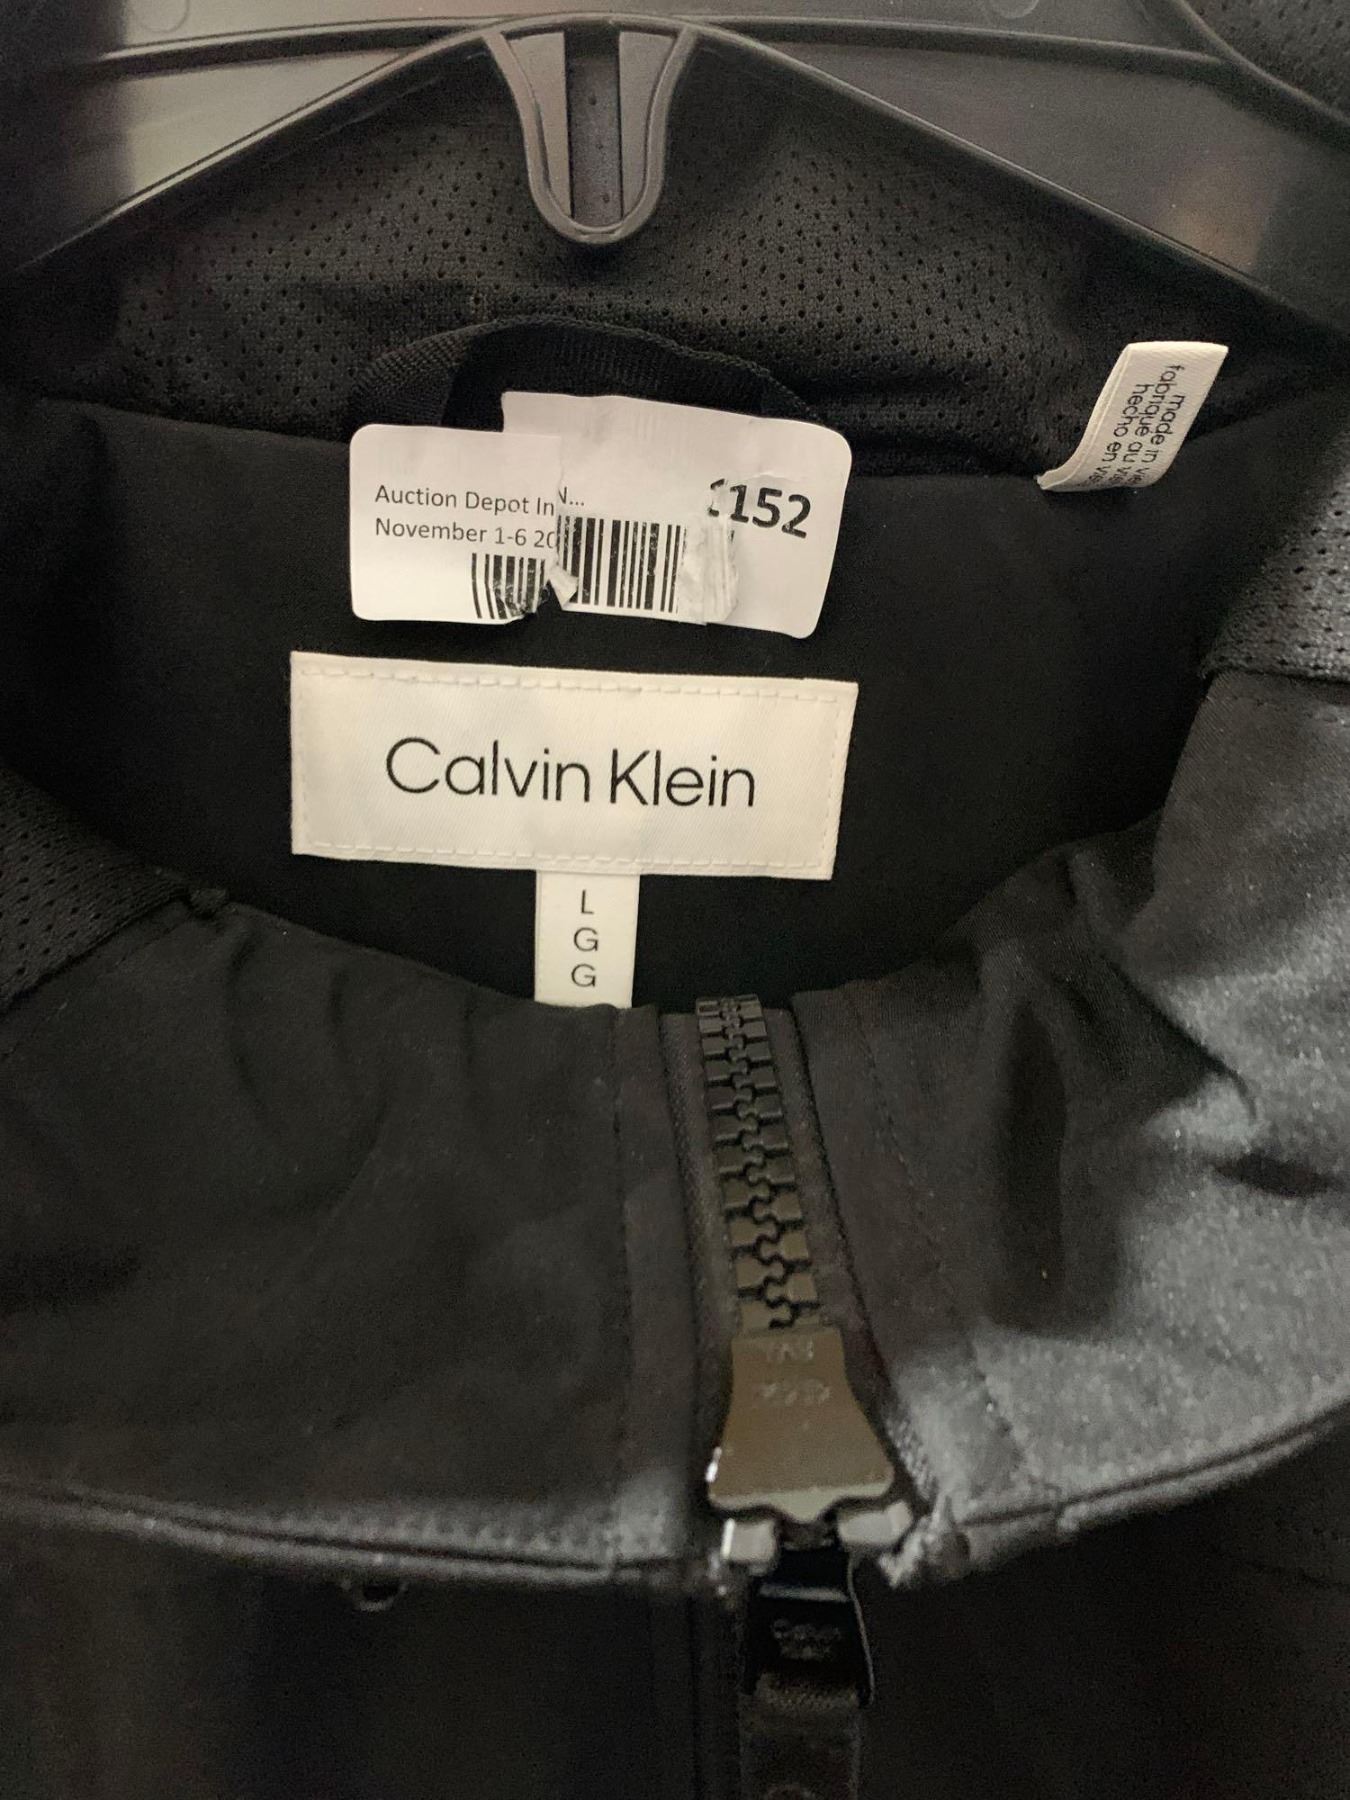 made in
fabriqué au
hecho en
Auction Depot In N...
November 1-6 20
152
Calvin Klein
L
G
G